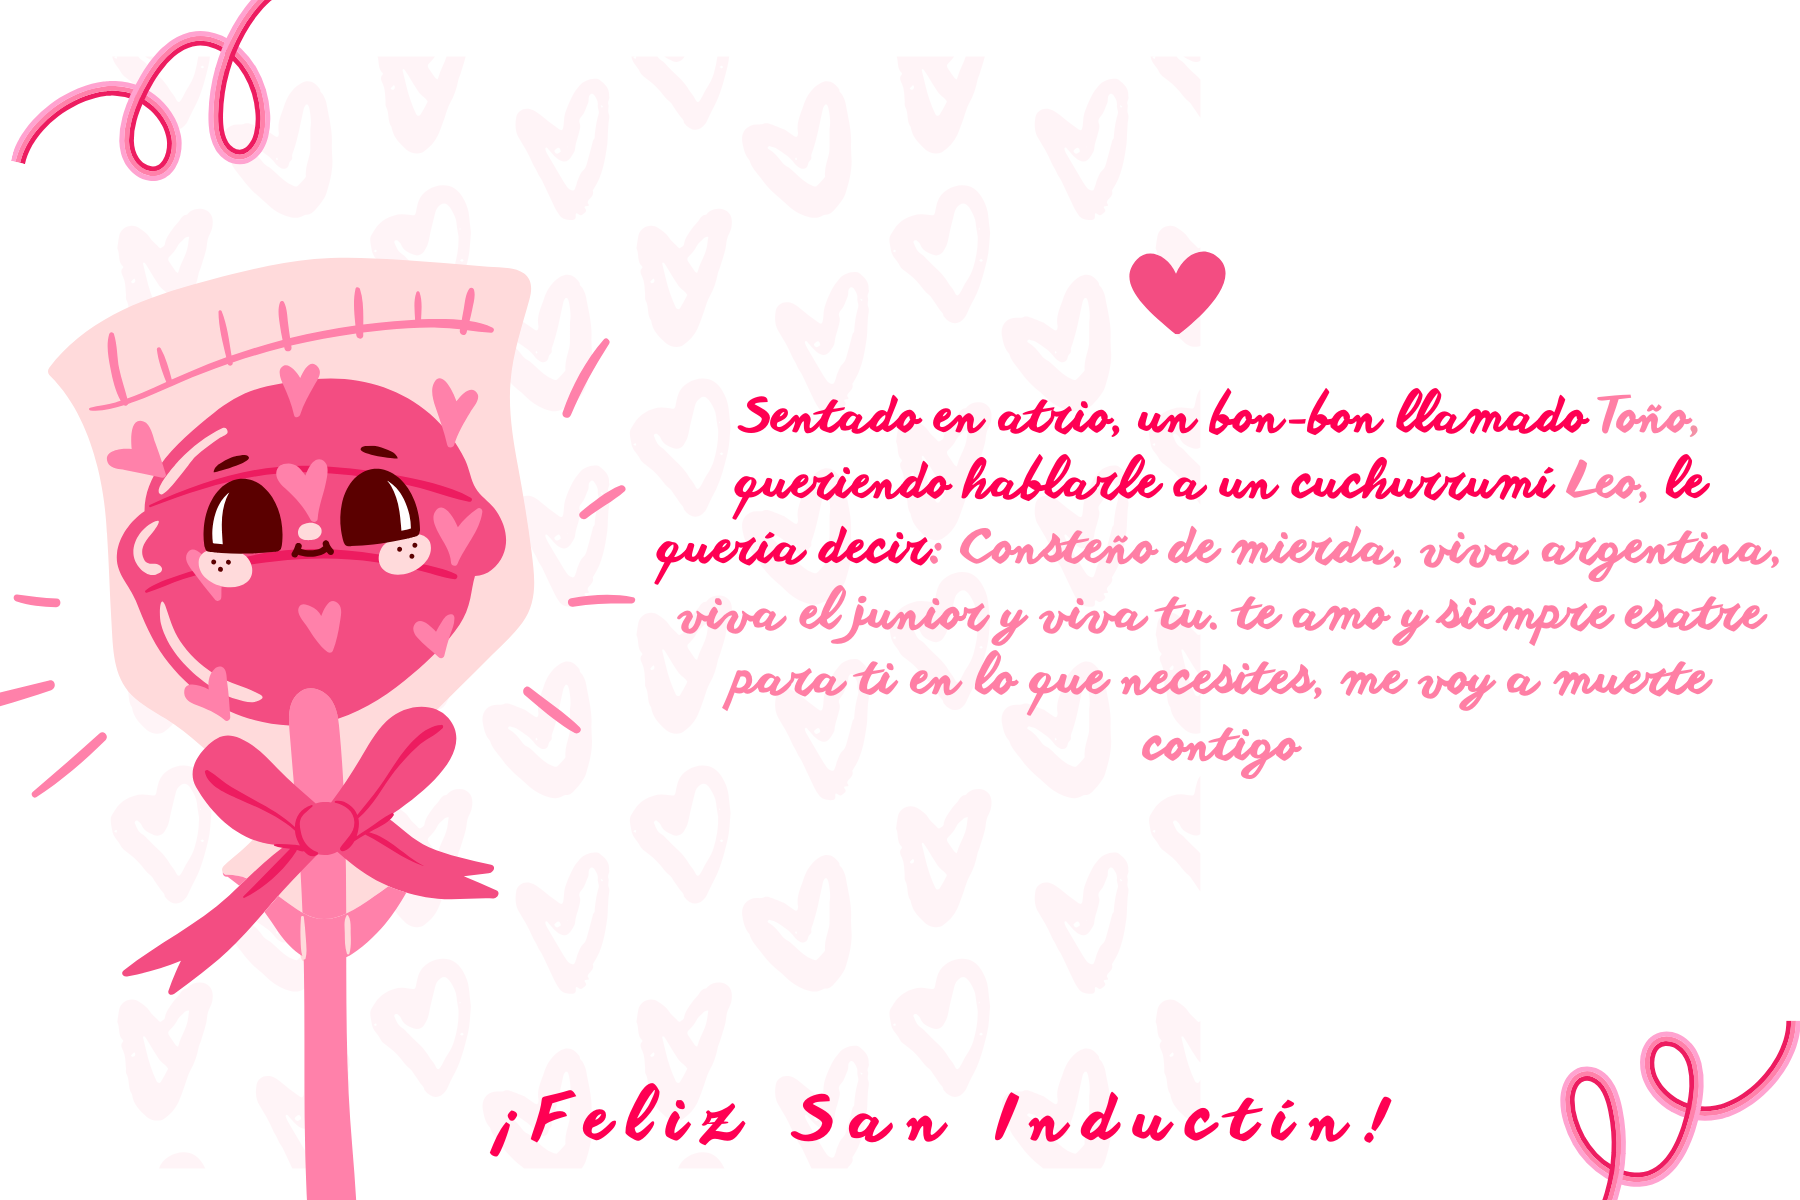 Sentado en atrio, un bon-bon llamado Toño,
queriendo hablarle a un cuchurrumí Leo, le
quería decir: Consteño de mierda, viva argentina,
viva el junior y viva tu. te amo y siempre esatre
para ti en lo que necesites, me voy a muerte
contigo
¡Feliz San Inductín!